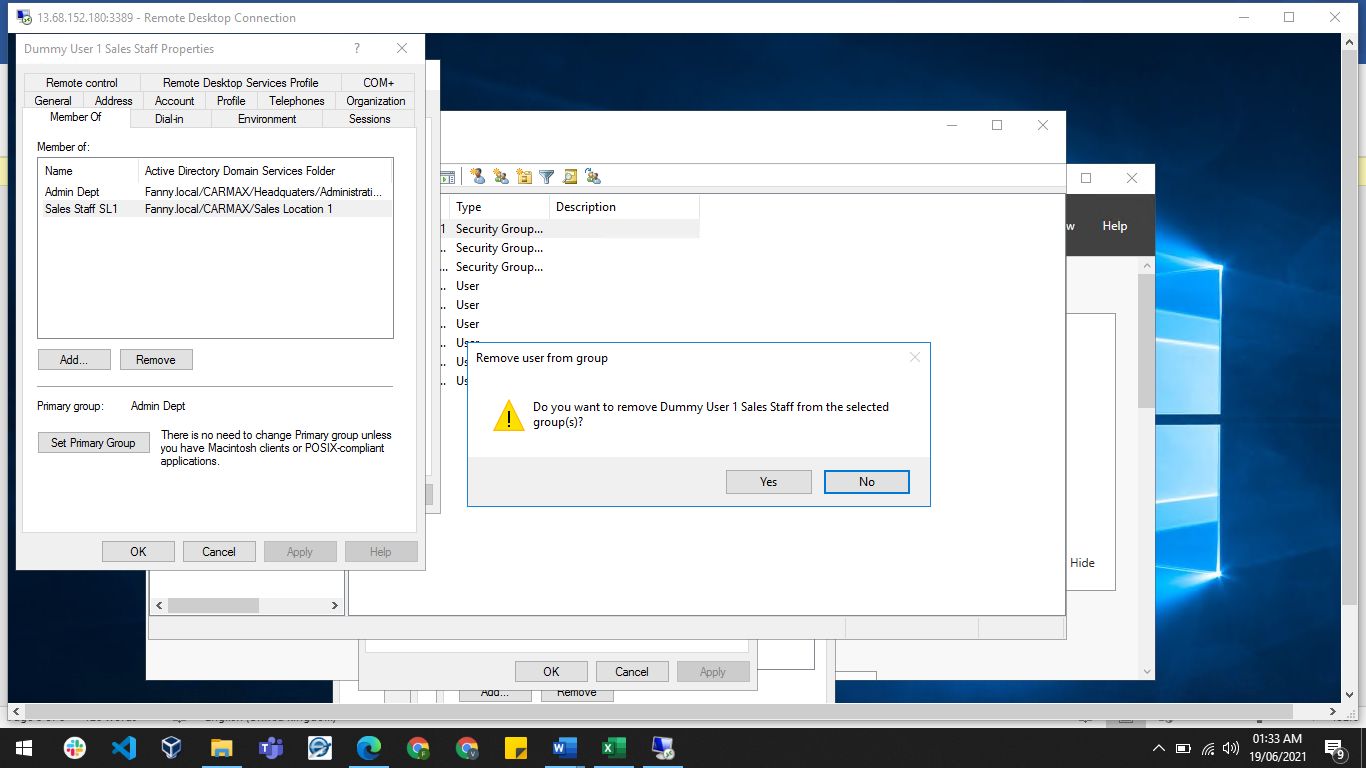 13.68.152.180:3389 - Remote Desktop Connection
Dummy User 1 Sales Staff Properties
?
Remote control
Remote Desktop Services Profile
COM+
General
Address
Account
Profile
Telephones
Organization
Member Of
Dial-in
Environment
Sessions
Member of:
Name
Active Directory Domain Services Folder
Admin Dept
Fanny.local/CARMAX/Headquaters/Administrati...
Sales Staff SL1
Fanny.local/CARMAX/Sales Location 1
Add...
Remove
Primary group:
Admin Dept
Set Primary Group
There is no need to change Primary group unless
you have Macintosh clients or POSIX-compliant
applications.
OK
Cancel
Apply
Help
Type
Description
1
Security Group...
Security Group...
Security Group...
User
User
User
w
Help
Remove user from group
Do you want to remove Dummy User 1 Sales Staff from the selected
group(s)?
Yes
No
Hide
OK
Cancel
Apply
Add...
Remove
01:33 AM
19/06/2021
9